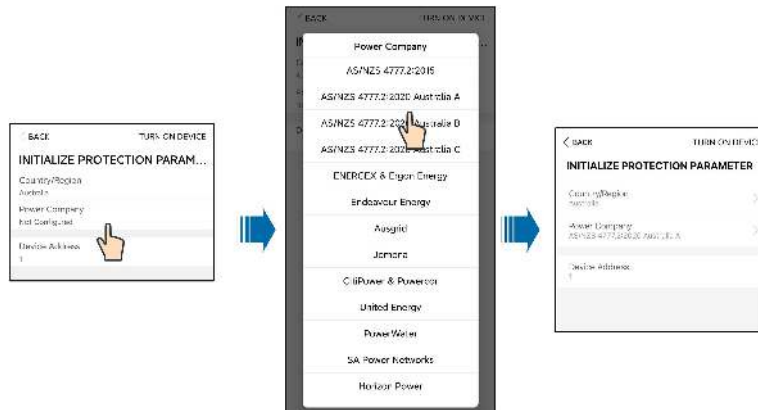 BACK TURN ON DEVICE
INITIALIZE PROTECTION PARAM...
Country/Region
Australia
Power Company
Not Configured
Device Address
1
BACK TURN ON DEVICE
Power Company
AS/NZS 4777.2:2015
AS/NZS 4777.2:2020 Australia A
AS/NZS 4777.2:2020 Australia B
AS/NZS 4777.2:2020 Australia C
ENERGEX & Ergon Energy
Endeavour Energy
Ausgrid
Jemena
CitiPower & Powercor
United Energy
PowerWater
SA Power Networks
Horizon Power
BACK TURN ON DEVICE
INITIALIZE PROTECTION PARAMETER
Country/Region
Australia
Power Company
AS/NZS 4777.2:2020 Australia A
Device Address
1